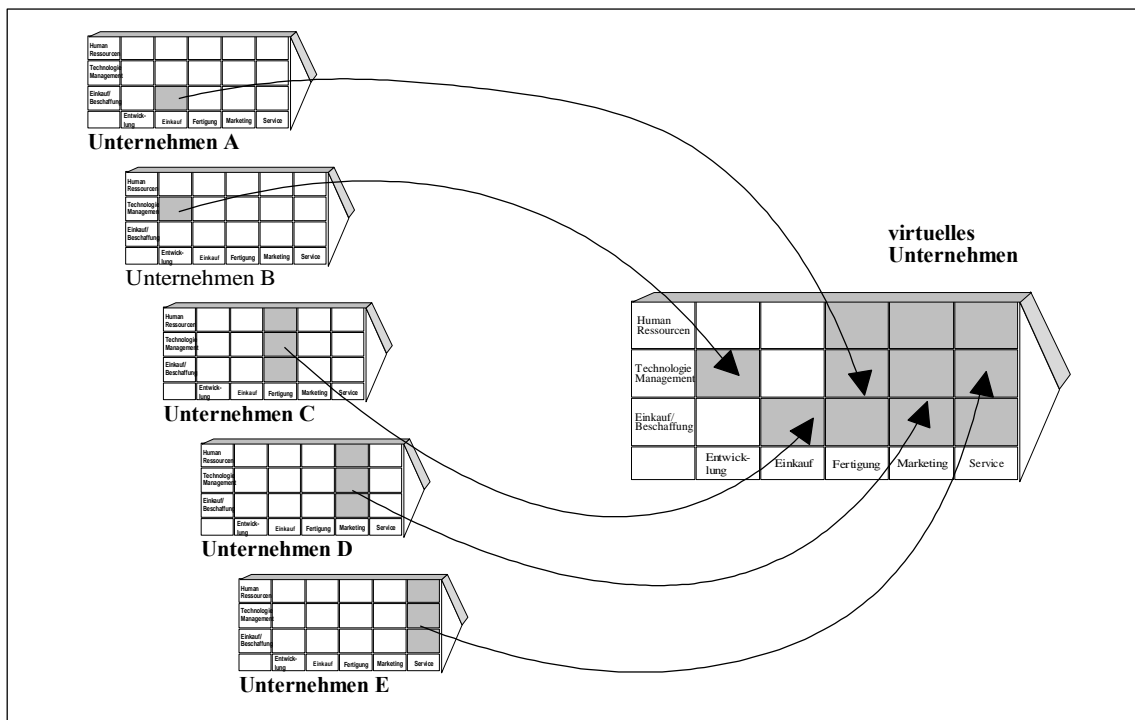 Human
Ressourcen
Technologie
Management
Einkauf/
Beschaffung
Entwick-
lung
Einkauf
Fertigung
Marketing
Service
Unternehmen A
Human
Ressourcen
Technologie
Management
Einkauf/
Beschaffung
Entwick-
lung
Einkauf
Fertigung
Marketing
Service
Unternehmen B
Human
Ressourcen
Technologie
Management
Einkauf/
Beschaffung
Entwick-
lung
Einkauf
Fertigung
Marketing
Service
Unternehmen C
Human
Ressourcen
Technologie
Management
Einkauf/
Beschaffung
Entwick-
lung
Einkauf
Fertigung
Marketing
Service
Unternehmen D
Human
Ressourcen
Technologie
Management
Einkauf/
Beschaffung
Entwick-
lung
Einkauf
Fertigung
Marketing
Service
Unternehmen E
virtuelles
Unternehmen
Human
Ressourcen
Technologie
Management
Einkauf/
Beschaffung
Entwick-
lung
Einkauf
Fertigung
Marketing
Service